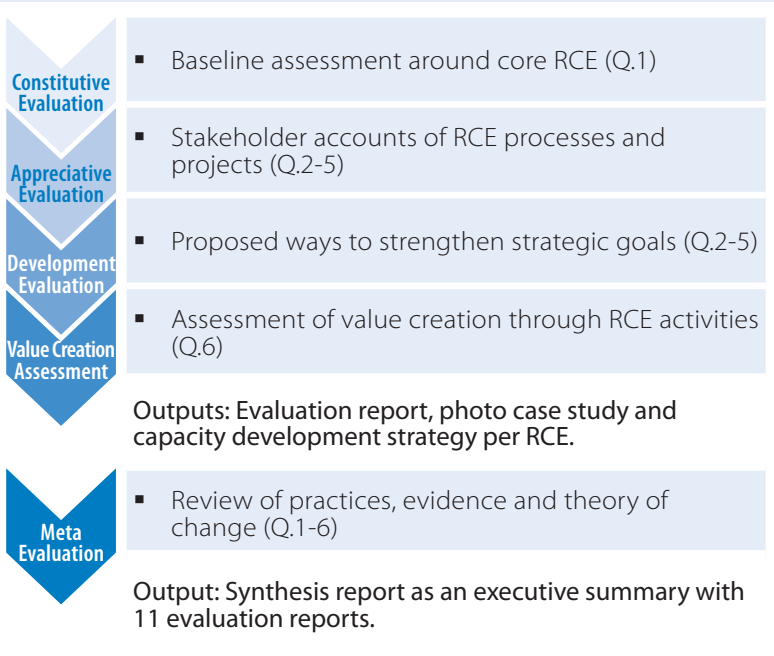 Constitutive
Evaluation
▪ Baseline assessment around core RCE (Q.1)
Appreciative
Evaluation
▪ Stakeholder accounts of RCE processes and
projects (Q.2-5)
Development
Evaluation
▪ Proposed ways to strengthen strategic goals (Q.2-5)
Value Creation
Assessment
▪ Assessment of value creation through RCE activities
(Q.6)
Outputs: Evaluation report, photo case study and
capacity development strategy per RCE.
Meta
Evaluation
▪ Review of practices, evidence and theory of
change (Q.1-6)
Output: Synthesis report as an executive summary with
11 evaluation reports.